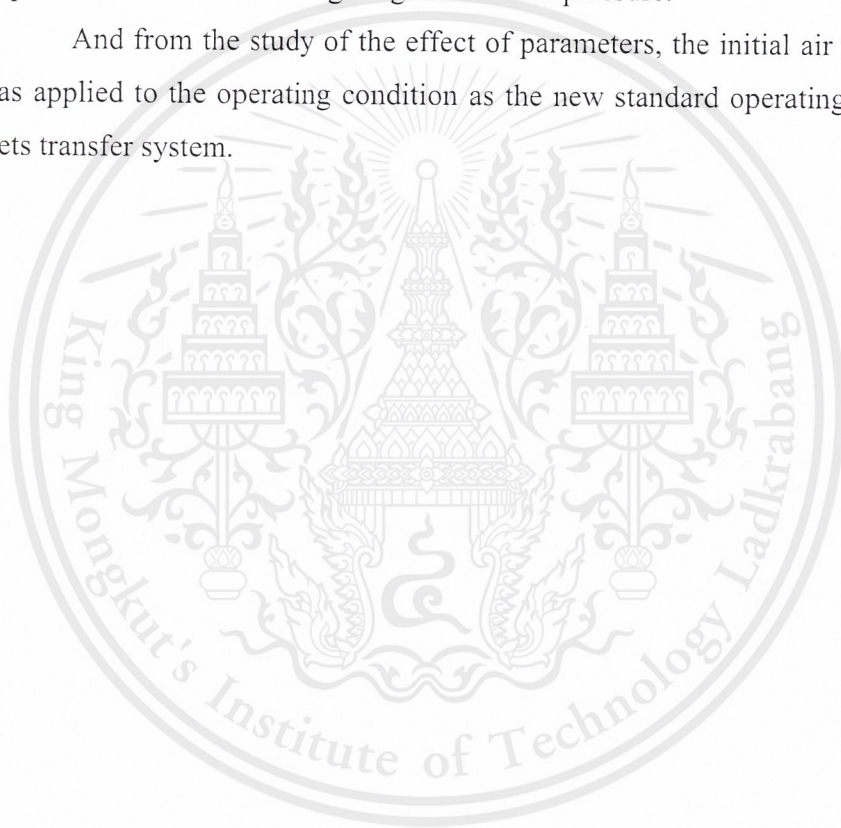 And from the study of the effect of parameters, the initial air
as applied to the operating condition as the new standard operating
ets transfer system.
King Mongkut's Institute of Technology Ladkrabang